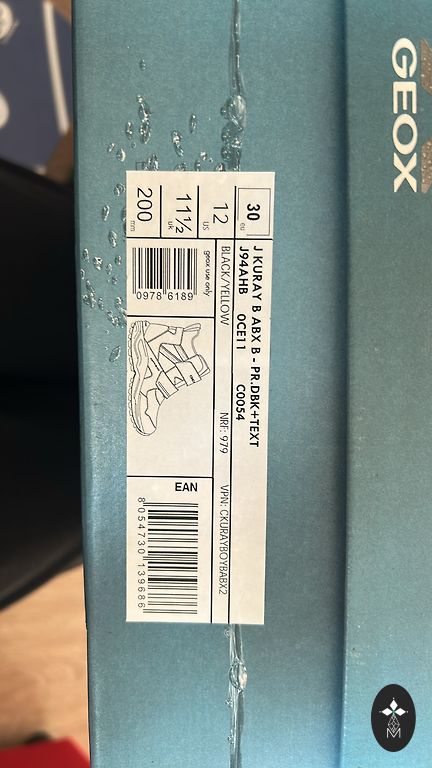 GEOX
30 eu
12 us
11½ uk
200 mm
J KURAY B ABX B - PR.DBK+TEXT
J94AHB 0CE11 C0054
BLACK/YELLOW NRF: 979 VPN: CKURAYBOYBABX2
geox use only
0978 6189
EAN
8 054730 139686
M